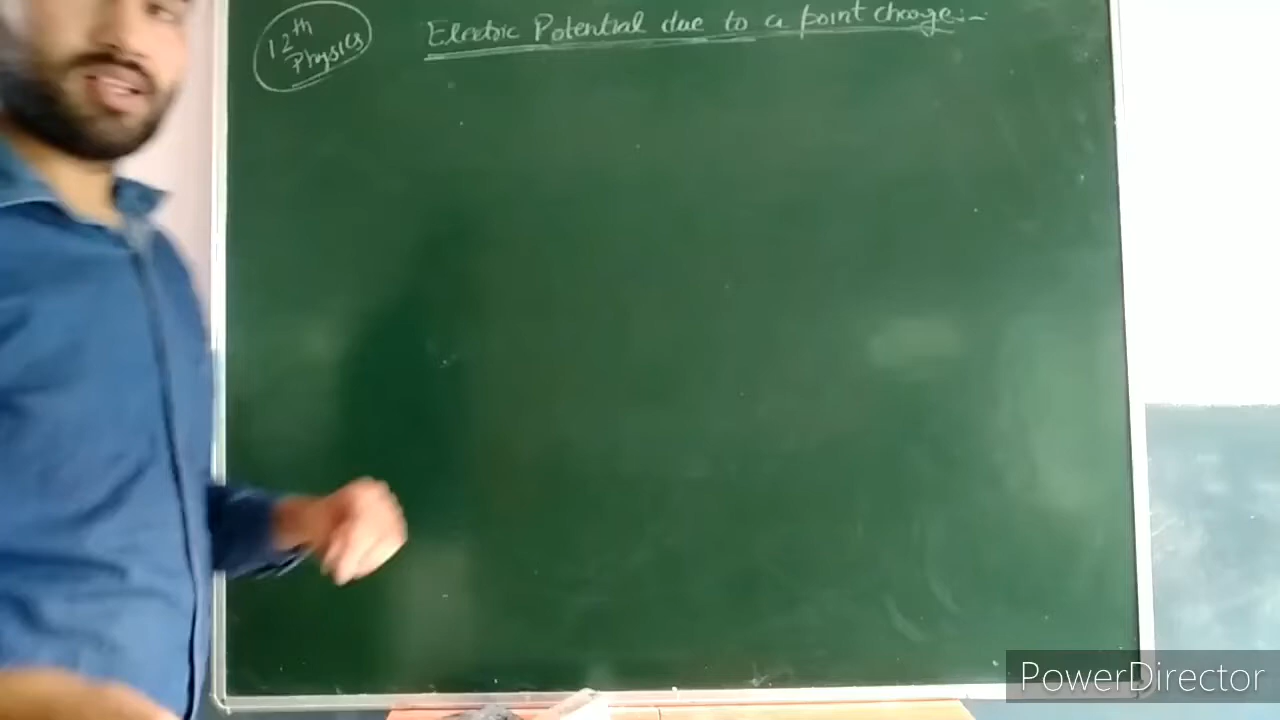 12th
Physics
Electric Potential due to a point charge:-
PowerDirector